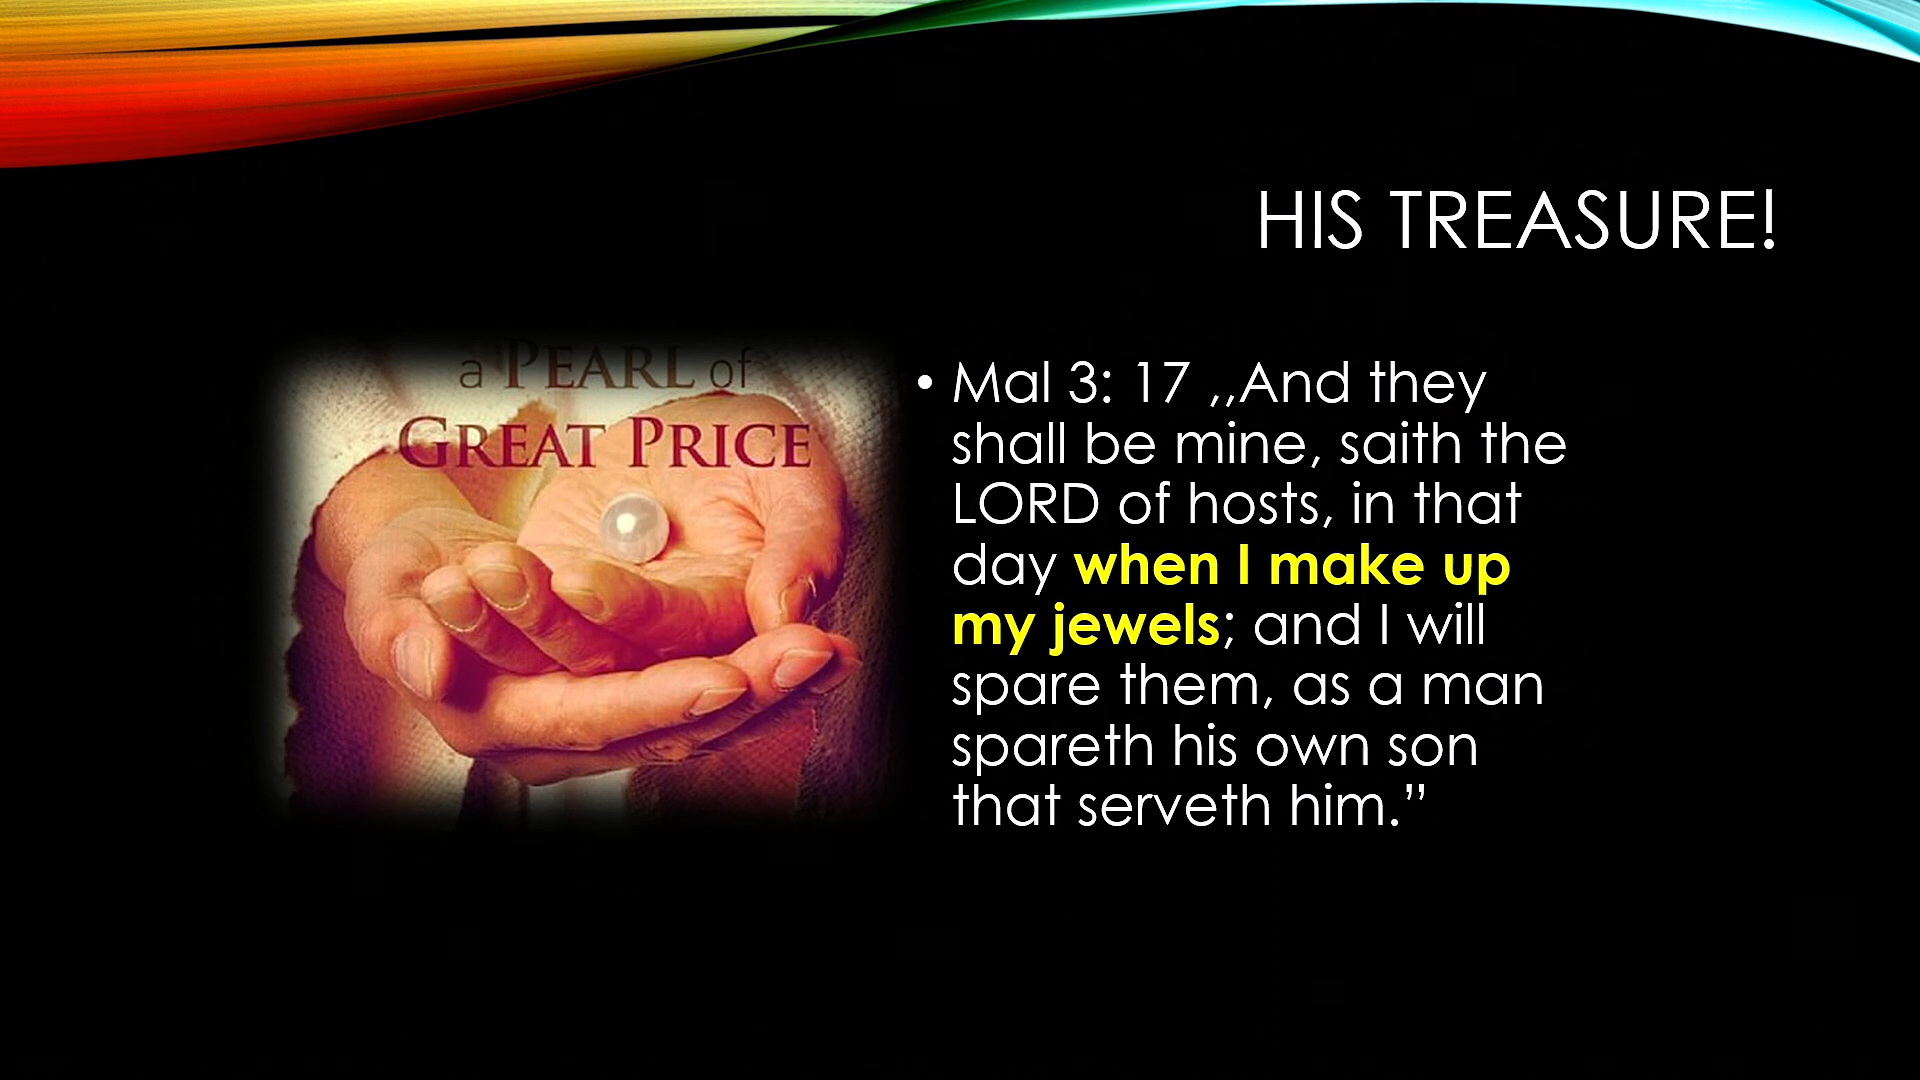 HIS TREASURE!
a PEARL of
GREAT PRICE
• Mal 3: 17 ,,And they
shall be mine, saith the
LORD of hosts, in that
day when I make up
my jewels; and I will
spare them, as a man
spareth his own son
that serveth him.”